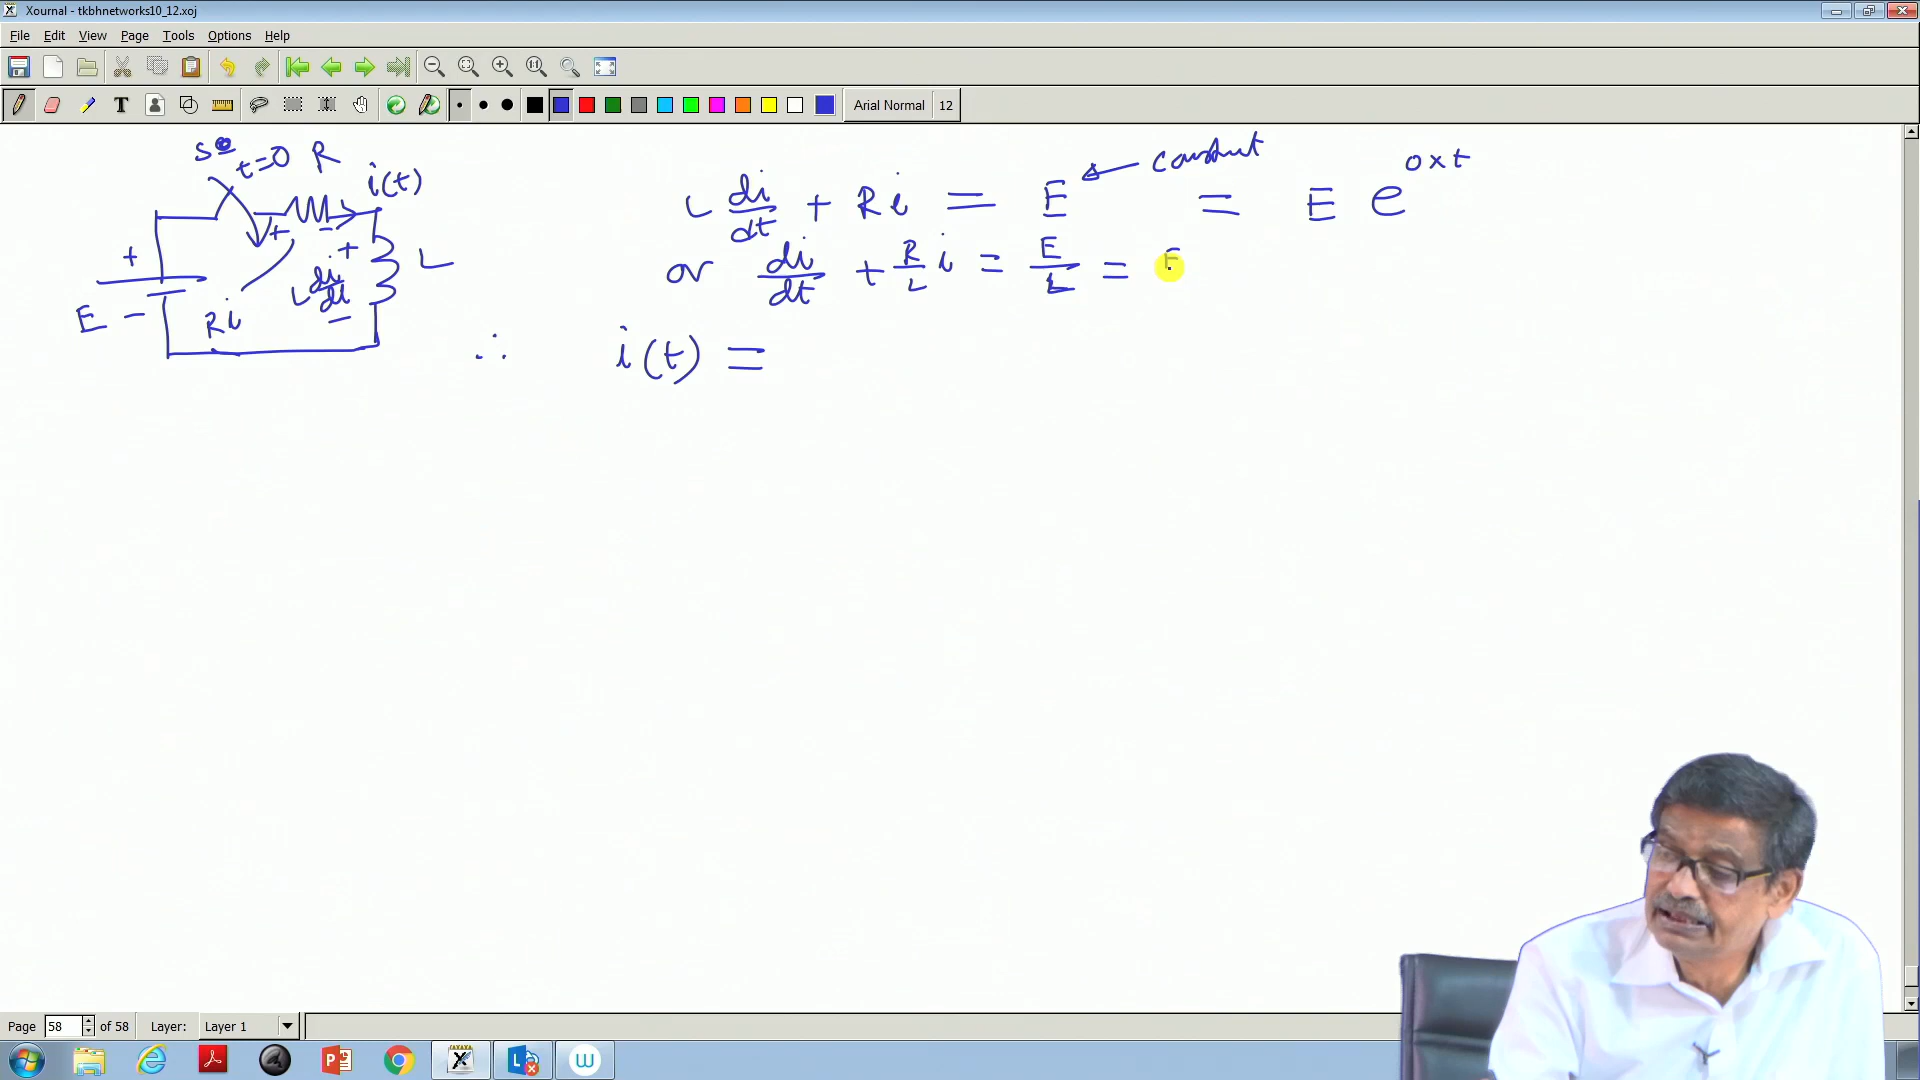 Xournal - tkbhnetworks10_12.xoj
File Edit View Page Tools Options Help
Arial Normal 12
S t=0 R
i(t)
+ + +
E - Ri L di/dt L
L di/dt + Ri = E ← constant = E e^{0xt}
or di/dt + R/L i = E/L = E
∴ i(t) =
Page 58 of 58 Layer: Layer 1